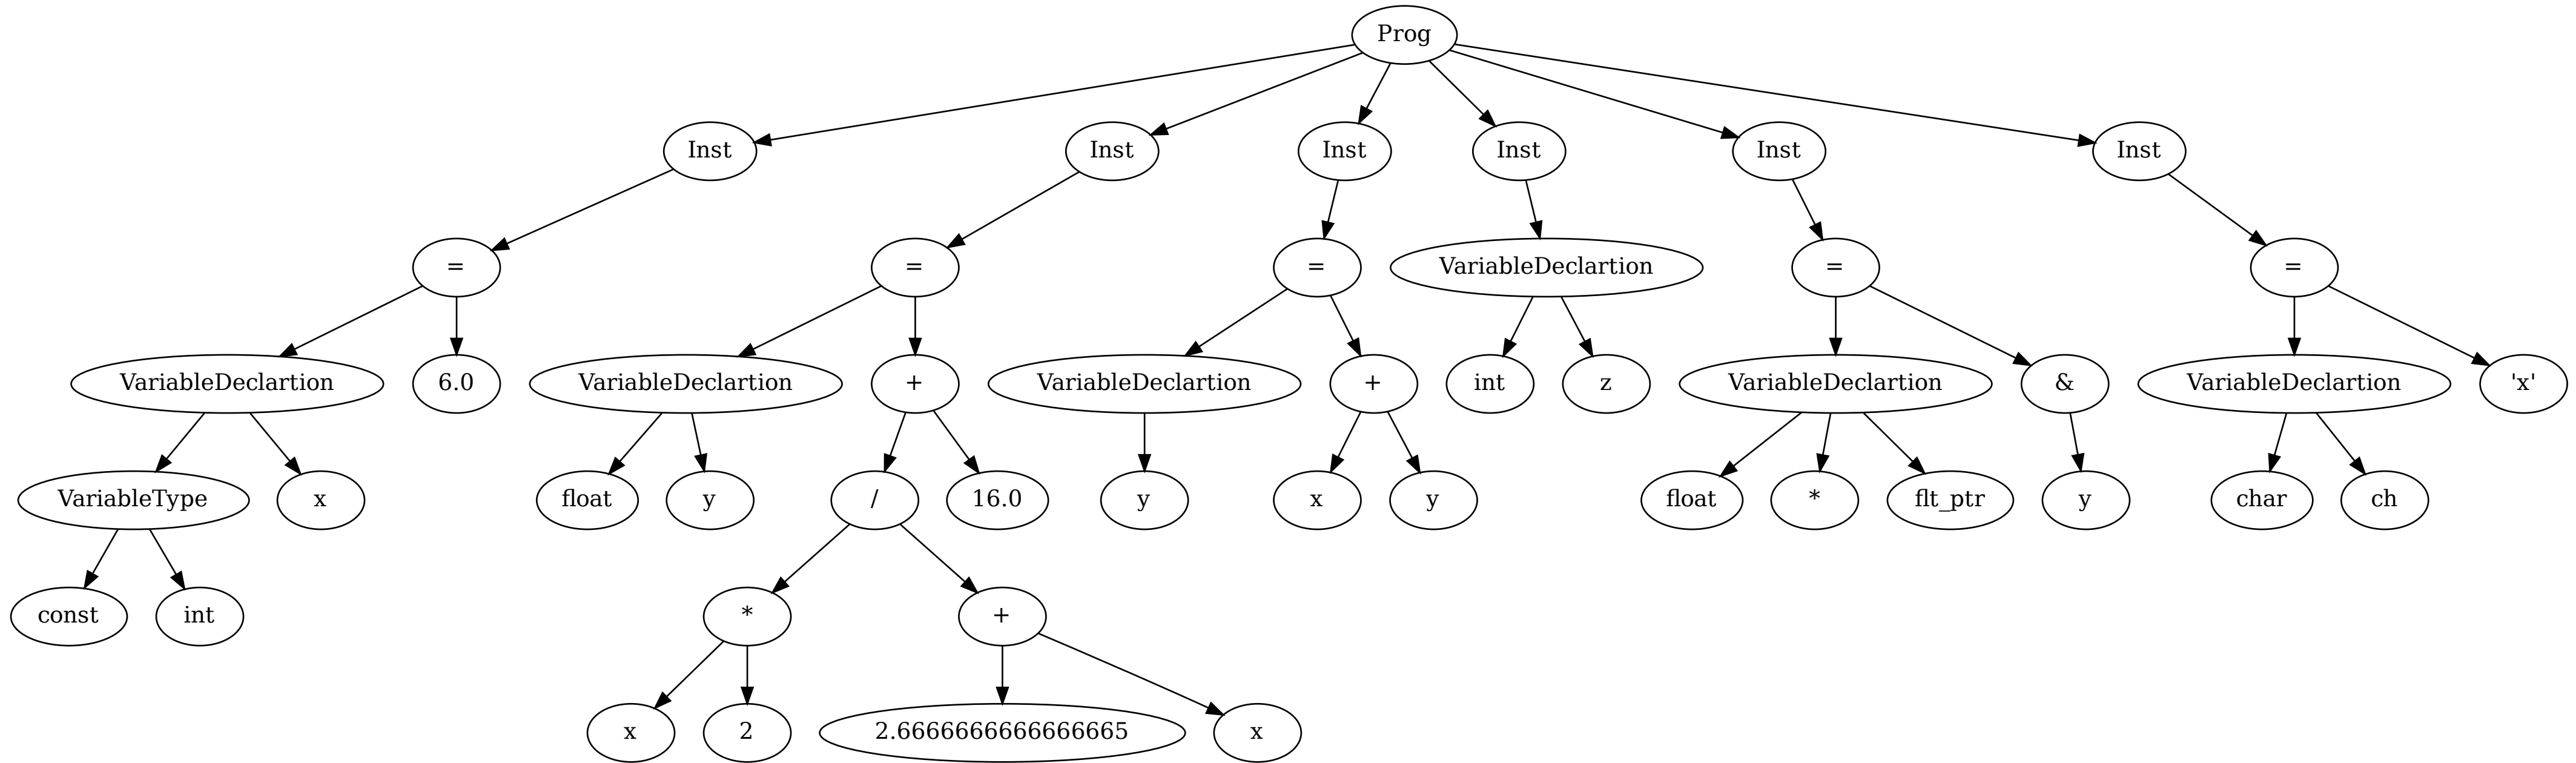 Prog
Inst Inst Inst Inst Inst Inst
= = = VariableDeclartion = =
VariableDeclartion 6.0 VariableDeclartion + VariableDeclartion + int z VariableDeclartion & VariableDeclartion 'x'
VariableType x float y / 16.0 y x y float * flt_ptr y char ch
const int * +
x 2 2.6666666666666665 x